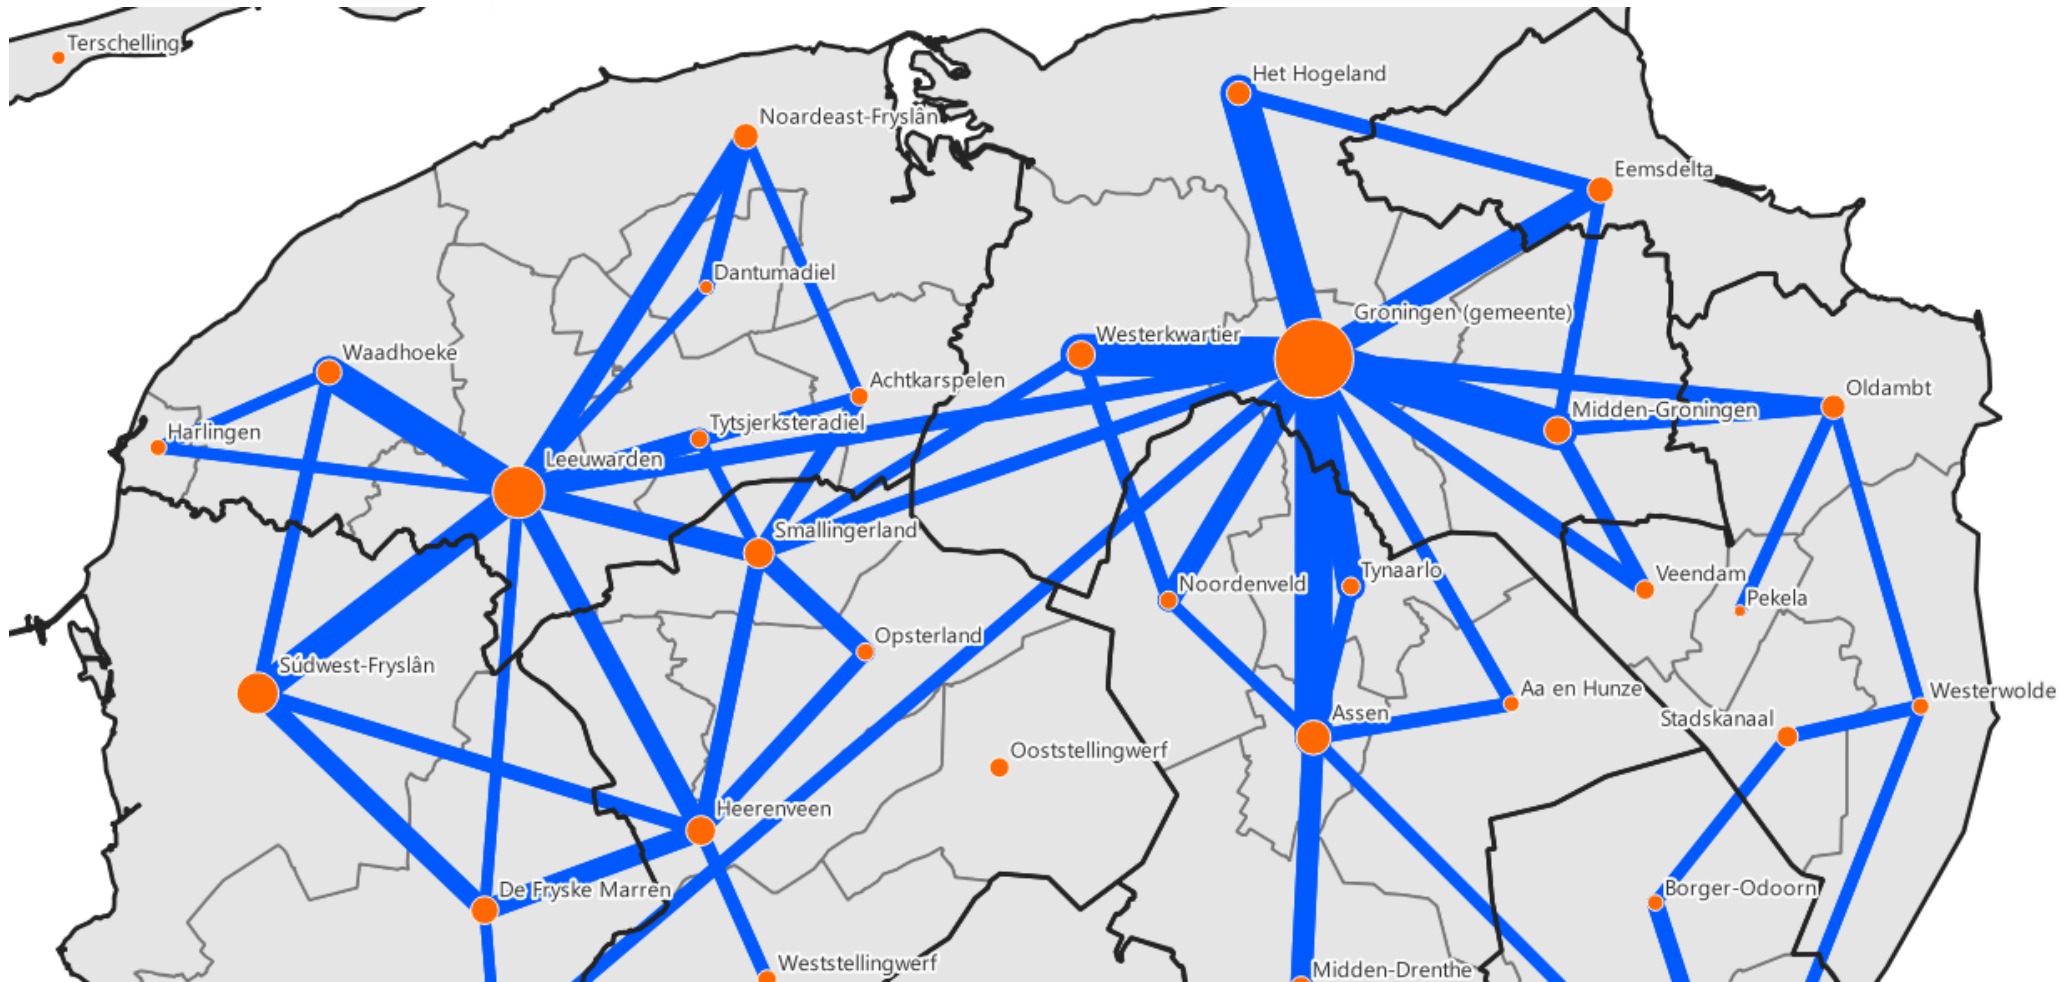 Terschelling
Het Hogeland
Noardeast-Fryslân
Eemsdelta
Dantumadiel
Groningen (gemeente)
Westerkwartier
Waadhoeke
Achtkarspelen
Oldambt
Midden-Groningen
Tytsjerksteradiel
Harlingen
Leeuwarden
Smallingerland
Tynaarlo
Veendam
Noordenveld
Pekela
Opsterland
Súdwest-Fryslân
Aa en Hunze
Westerwolde
Assen
Stadskanaal
Ooststellingwerf
Heerenveen
De Fryske Marren
Borger-Odoorn
Weststellingwerf
Midden-Drenthe